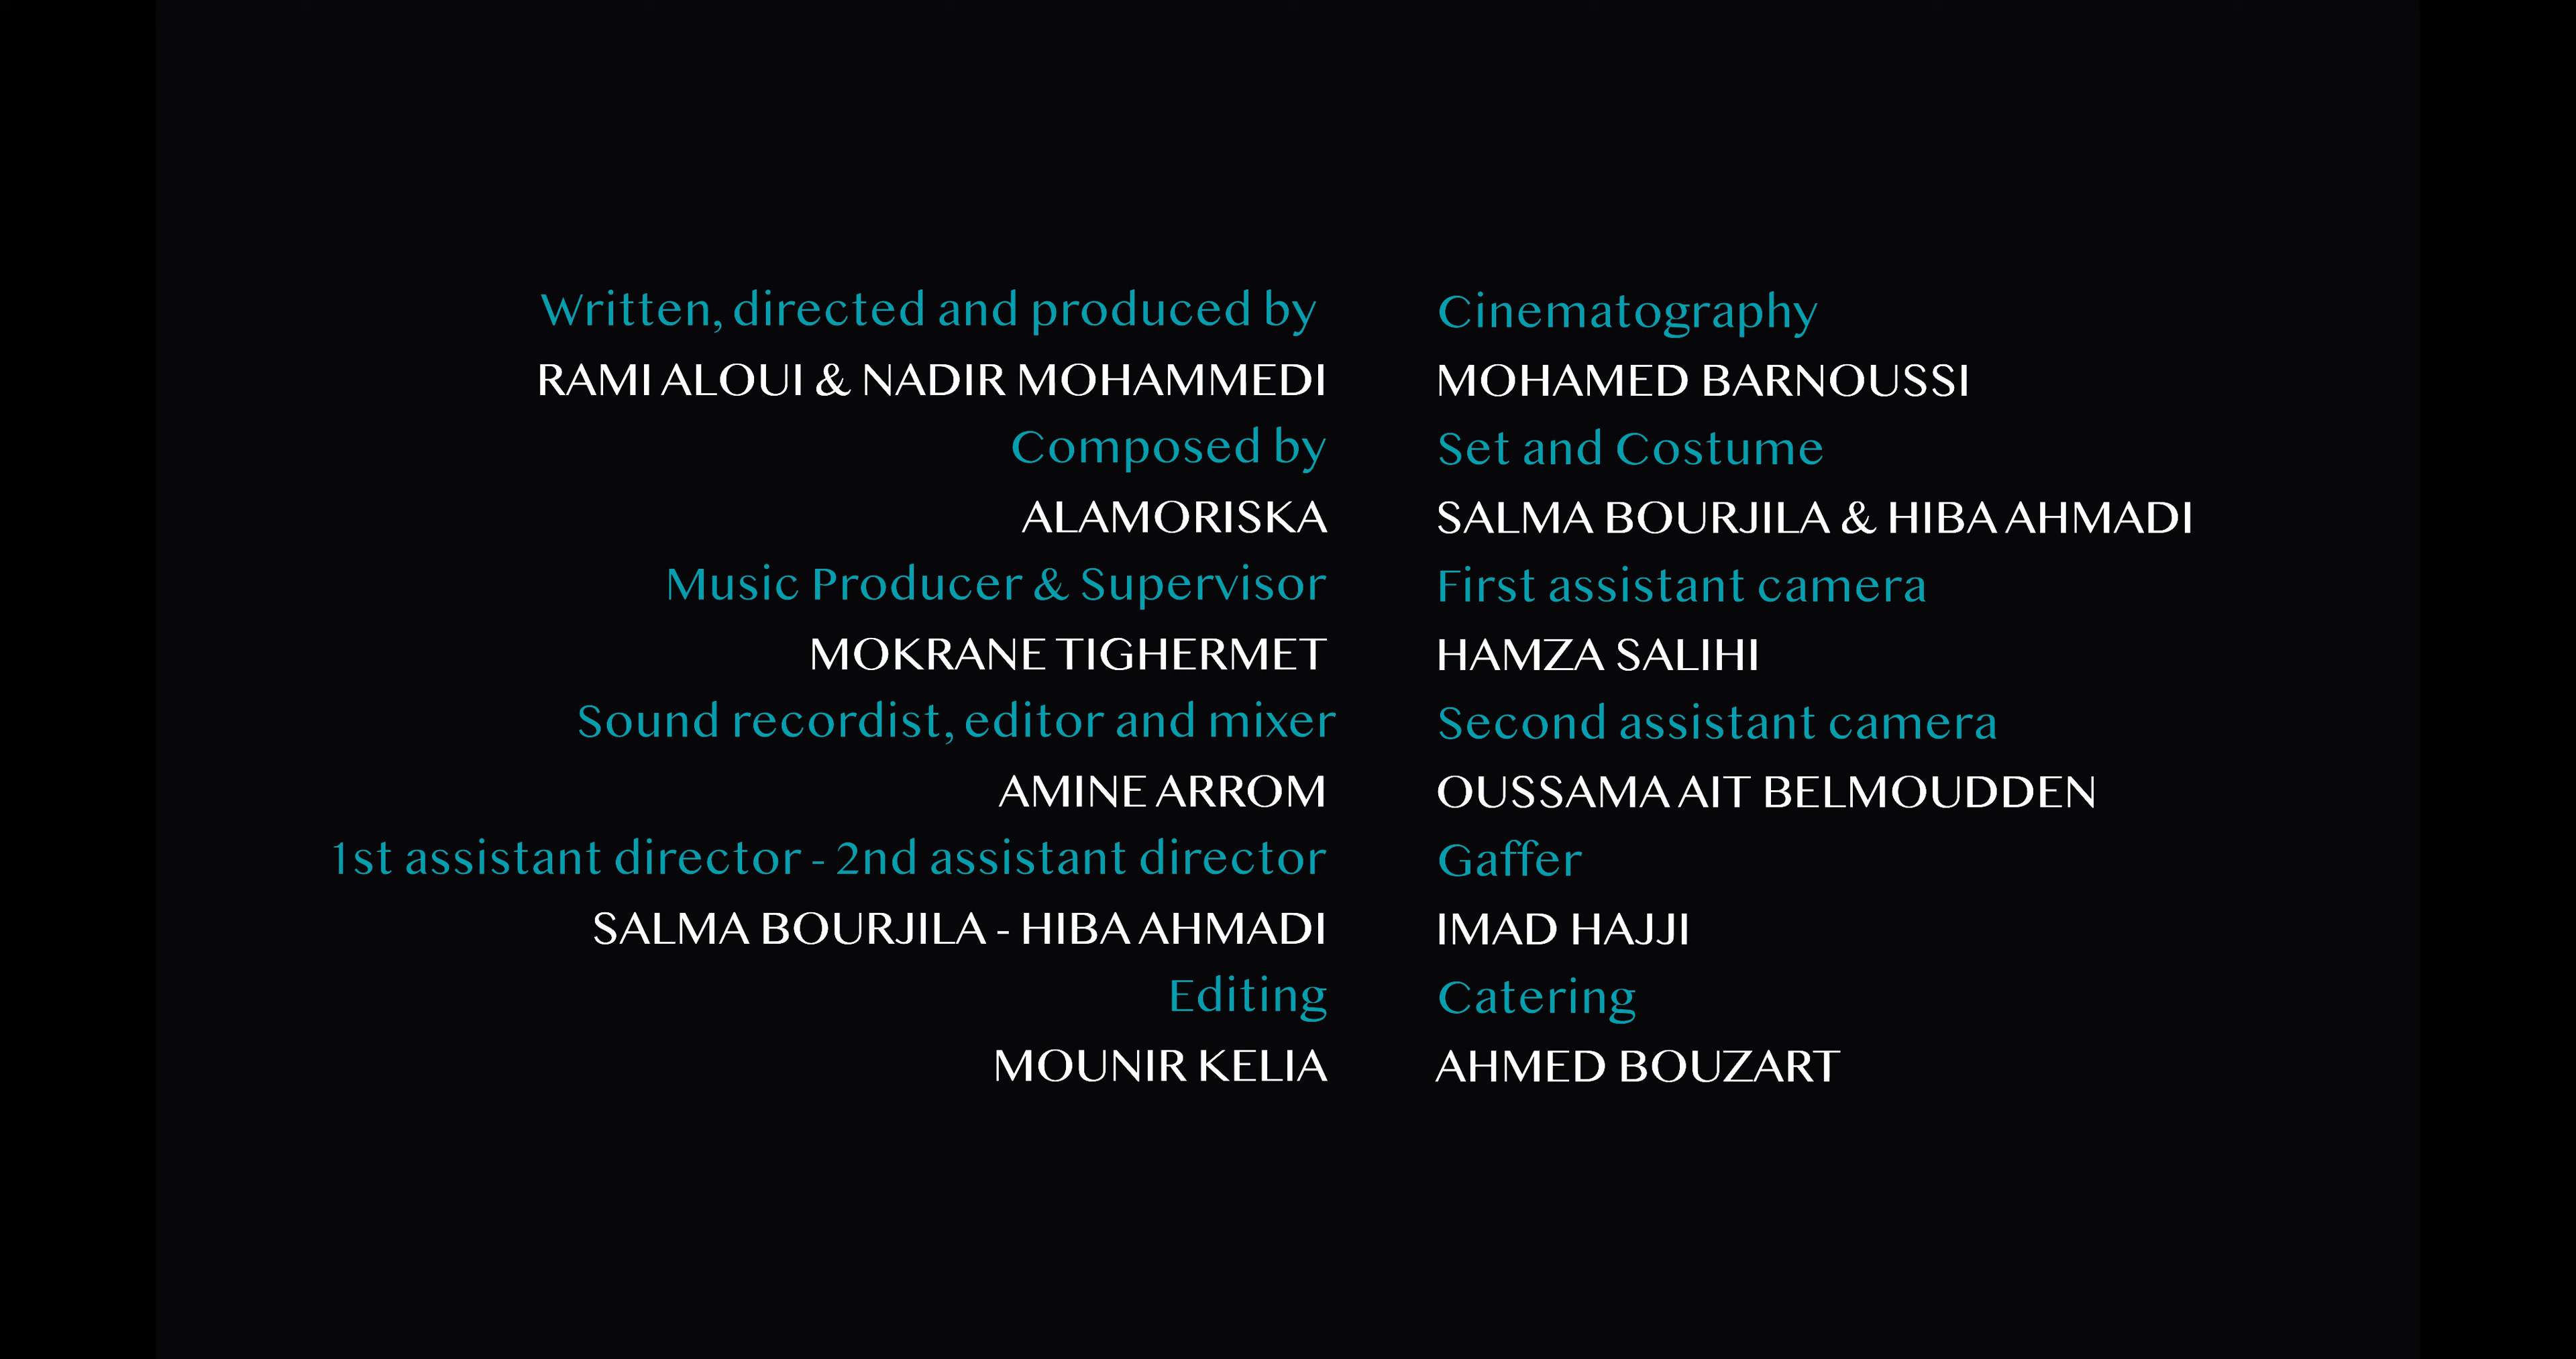 Written, directed and produced by
RAMI ALOUI & NADIR MOHAMMEDI
Composed by
ALAMORISKA
Music Producer & Supervisor
MOKRANE TIGHERMET
Sound recordist, editor and mixer
AMINE ARROM
1st assistant director - 2nd assistant director
SALMA BOURJILA - HIBA AHMADI
Editing
MOUNIR KELIA
Cinematography
MOHAMED BARNOUSSI
Set and Costume
SALMA BOURJILA & HIBA AHMADI
First assistant camera
HAMZA SALIHI
Second assistant camera
OUSSAMA AIT BELMOUDDEN
Gaffer
IMAD HAJJI
Catering
AHMED BOUZART